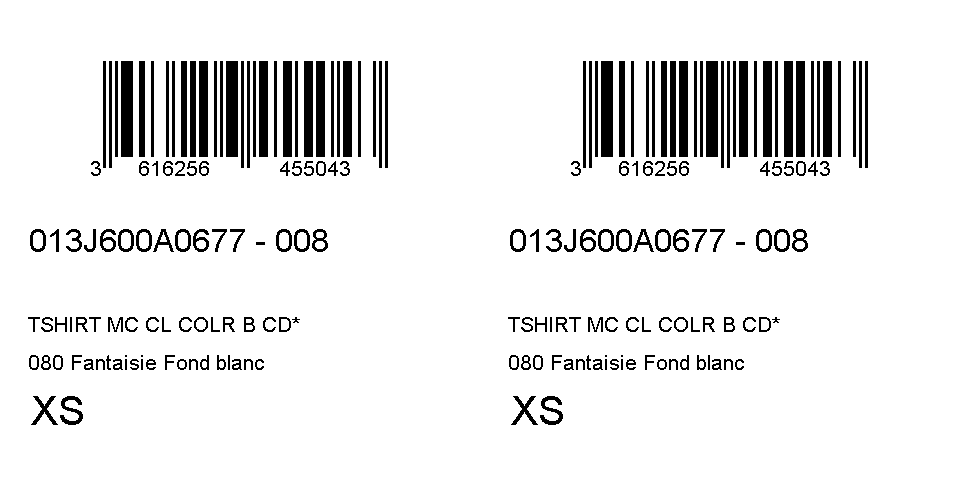 3 616256 455043
013J600A0677 - 008
TSHIRT MC CL COLR B CD*
080 Fantaisie Fond blanc
XS
3 616256 455043
013J600A0677 - 008
TSHIRT MC CL COLR B CD*
080 Fantaisie Fond blanc
XS